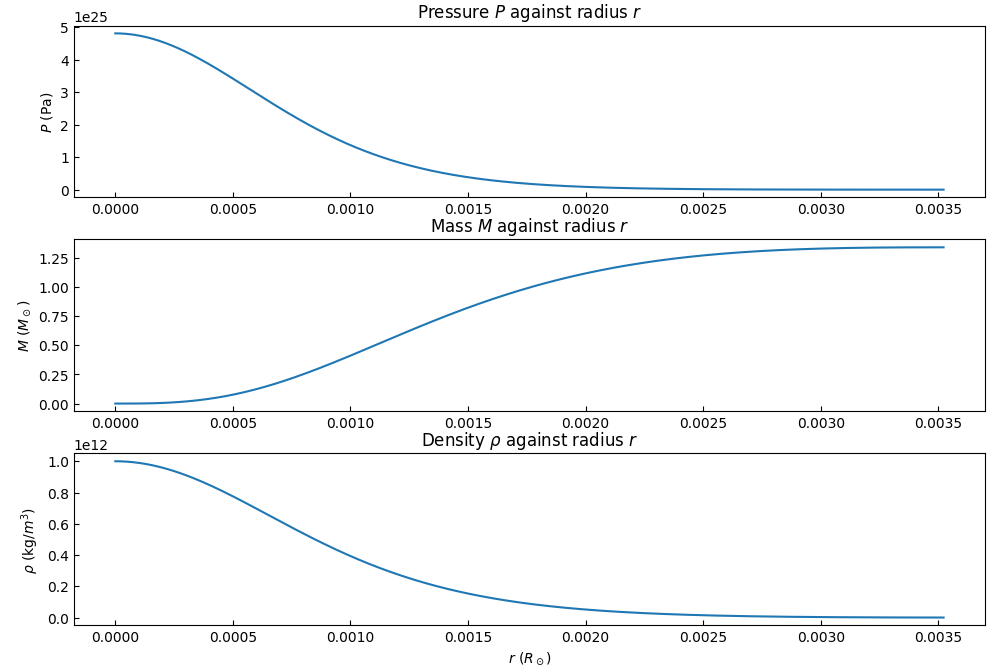 Pressure P against radius r
1e25
5
4
3
2
1
0
P (Pa)
0.0000 0.0005 0.0010 0.0015 0.0020 0.0025 0.0030 0.0035
Mass M against radius r
1.25
1.00
0.75
0.50
0.25
0.00
M (M⊙)
0.0000 0.0005 0.0010 0.0015 0.0020 0.0025 0.0030 0.0035
Density ρ against radius r
1e12
1.0
0.8
0.6
0.4
0.2
0.0
ρ (kg/m³)
0.0000 0.0005 0.0010 0.0015 0.0020 0.0025 0.0030 0.0035
r (R⊙)